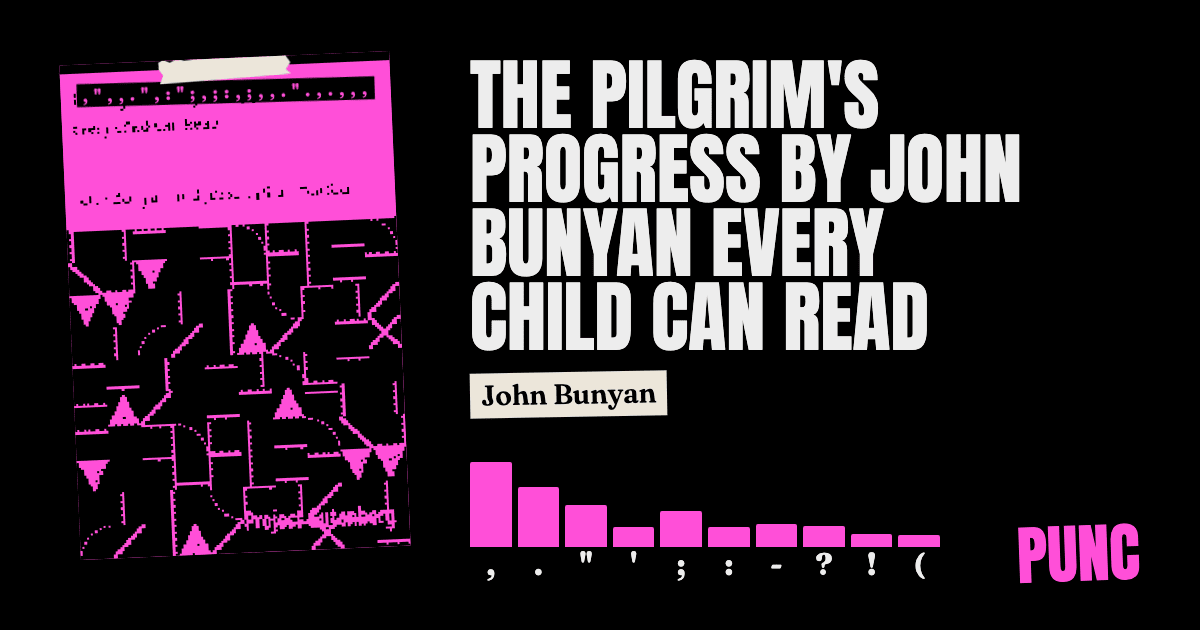 THE PILGRIM'S
PROGRESS BY JOHN
BUNYAN EVERY
CHILD CAN READ
John Bunyan
, . " ' ; : - ? ! (
PUNC
Project Gutenberg